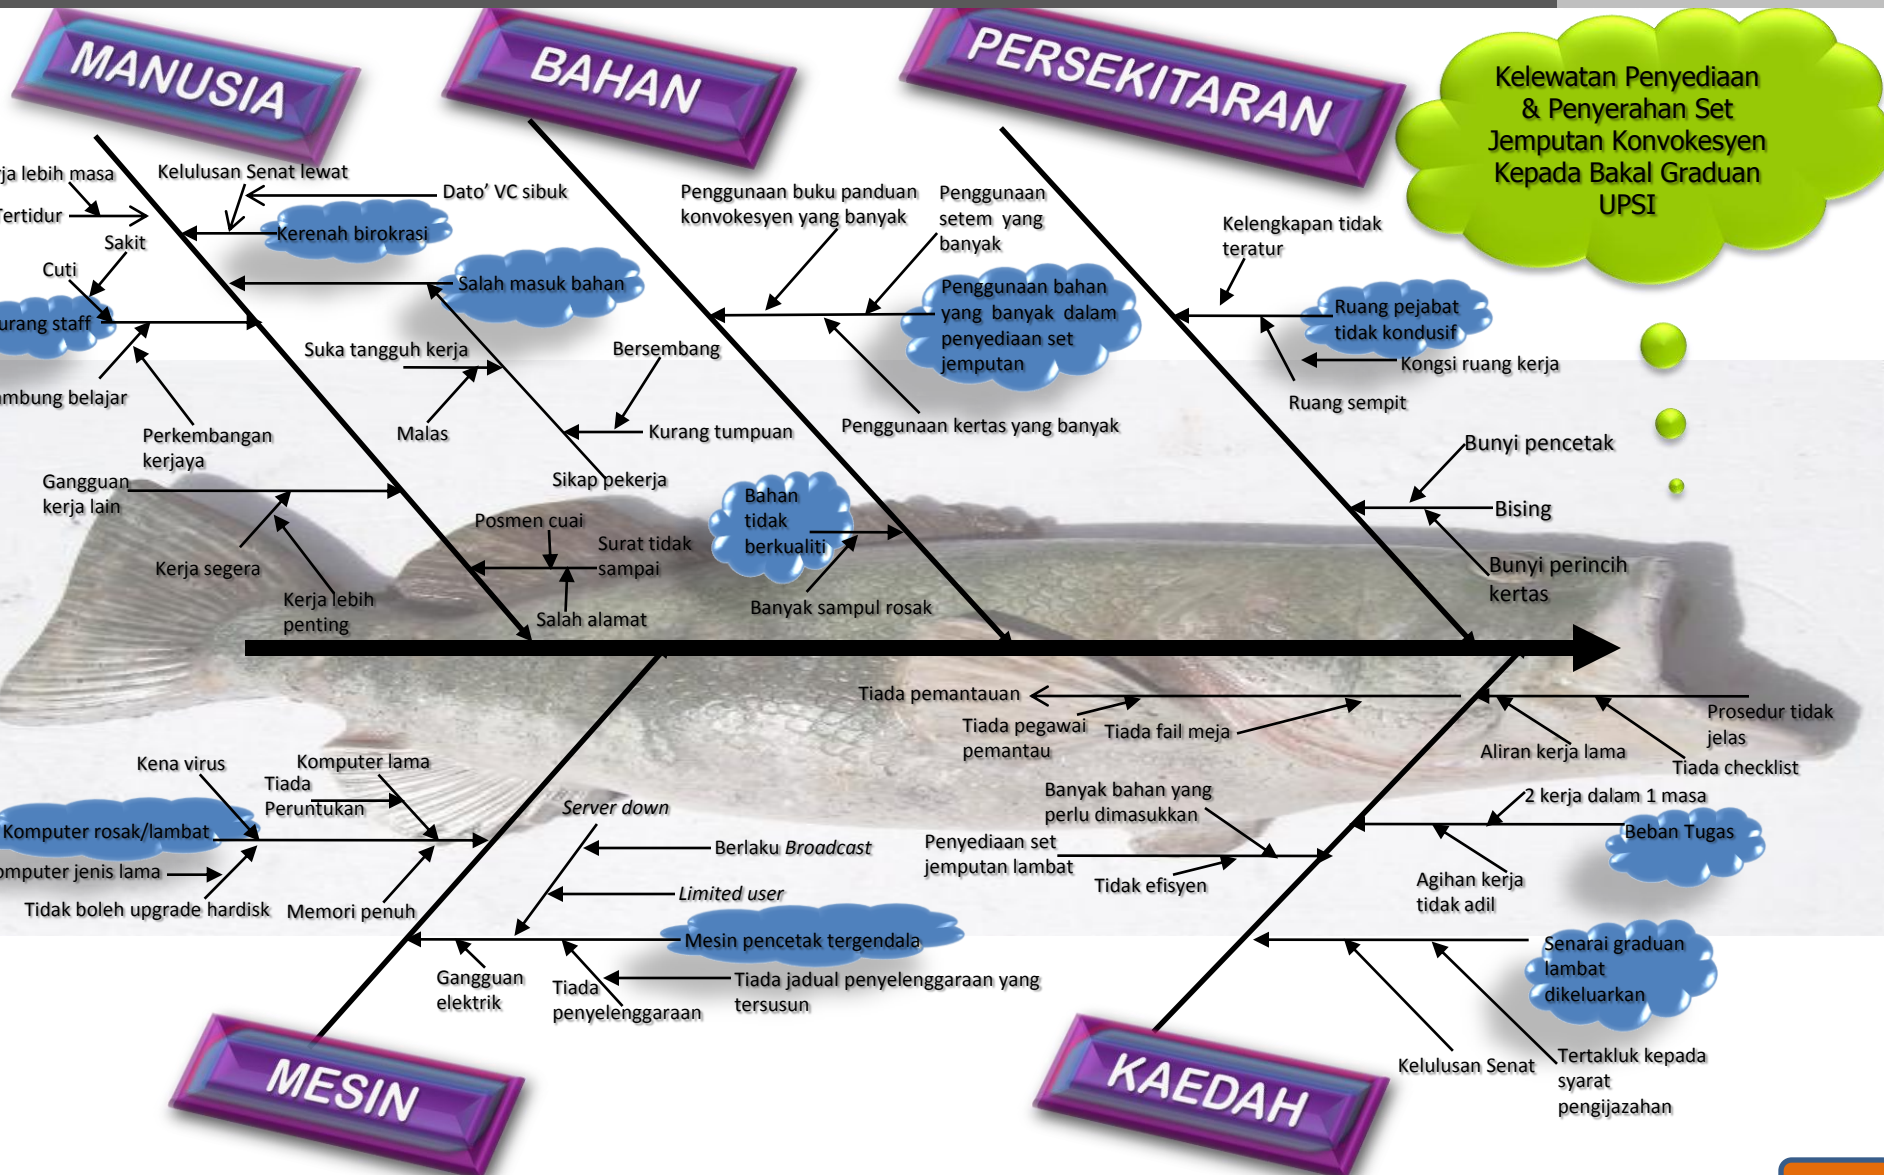 MANUSIA
BAHAN
PERSEKITARAN
Kelewatan Penyediaan
& Penyerahan Set
Jemputan Konvokesyen
Kepada Bakal Graduan
UPSI
lebih masa
Tertidur
Sakit
Cuti
staff
belajar
Perkembangan
kerjaya
Gangguan
kerja lain
Kerja segera
Kerja lebih
penting
Kelulusan Senat lewat
Dato’ VC sibuk
Kerenah birokrasi
Salah masuk bahan
Suka tangguh kerja
Malas
Bersembang
Kurang tumpuan
Sikap pekerja
Posmen cuai
Surat tidak
sampai
Salah alamat
Penggunaan buku panduan
konvokesyen yang banyak
Penggunaan
setem yang
banyak
Penggunaan bahan
yang banyak dalam
penyediaan set
jemputan
Penggunaan kertas yang banyak
Bahan
tidak
berkualiti
Banyak sampul rosak
Kelengkapan tidak
teratur
Ruang pejabat
tidak kondusif
Kongsi ruang kerja
Ruang sempit
Bunyi pencetak
Bising
Bunyi perincih
kertas
Kena virus
Komputer lama
Tiada
Peruntukan
Komputer rosak/lambat
jenis lama
Tidak boleh upgrade hardisk
Memori penuh
Server down
Berlaku Broadcast
Limited user
Mesin pencetak tergendala
Gangguan
elektrik
Tiada
penyelenggaraan
Tiada jadual penyelenggaraan yang
tersusun
Tiada pemantauan
Tiada pegawai
pemantau
Tiada fail meja
Prosedur tidak
jelas
Aliran kerja lama
Tiada checklist
Banyak bahan yang
perlu dimasukkan
Penyediaan set
jemputan lambat
Tidak efisyen
2 kerja dalam 1 masa
Beban Tugas
Agihan kerja
tidak adil
Senarai graduan
lambat
dikeluarkan
Kelulusan Senat
Tertakluk kepada
syarat
pengijazahan
MESIN
KAEDAH